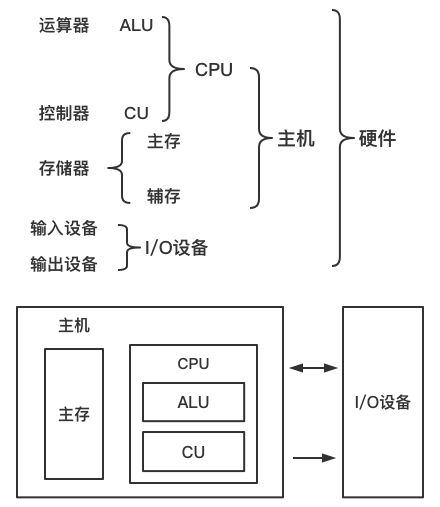 运算器 ALU
CPU
控制器 CU
主存
主机
硬件
存储器
辅存
输入设备
I/O设备
输出设备
主机
CPU
主存
ALU
I/O设备
CU